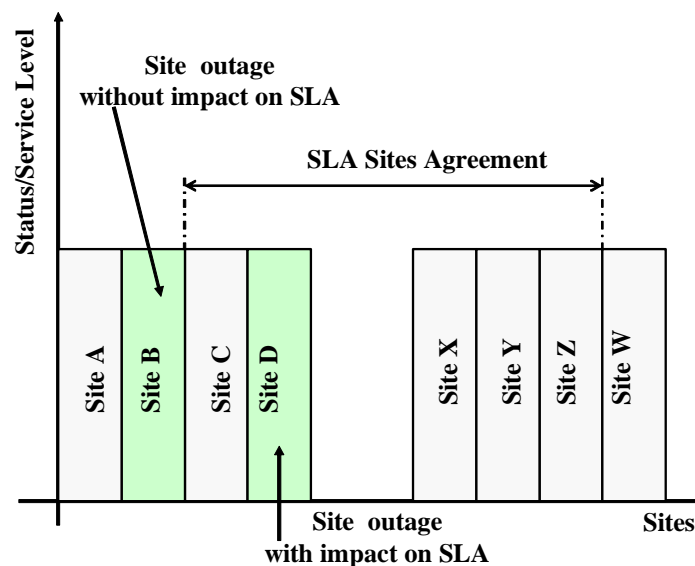 Status/Service Level
Site outage
without impact on SLA
SLA Sites Agreement
Site A
Site B
Site C
Site D
Site X
Site Y
Site Z
Site W
Site outage
with impact on SLA
Sites